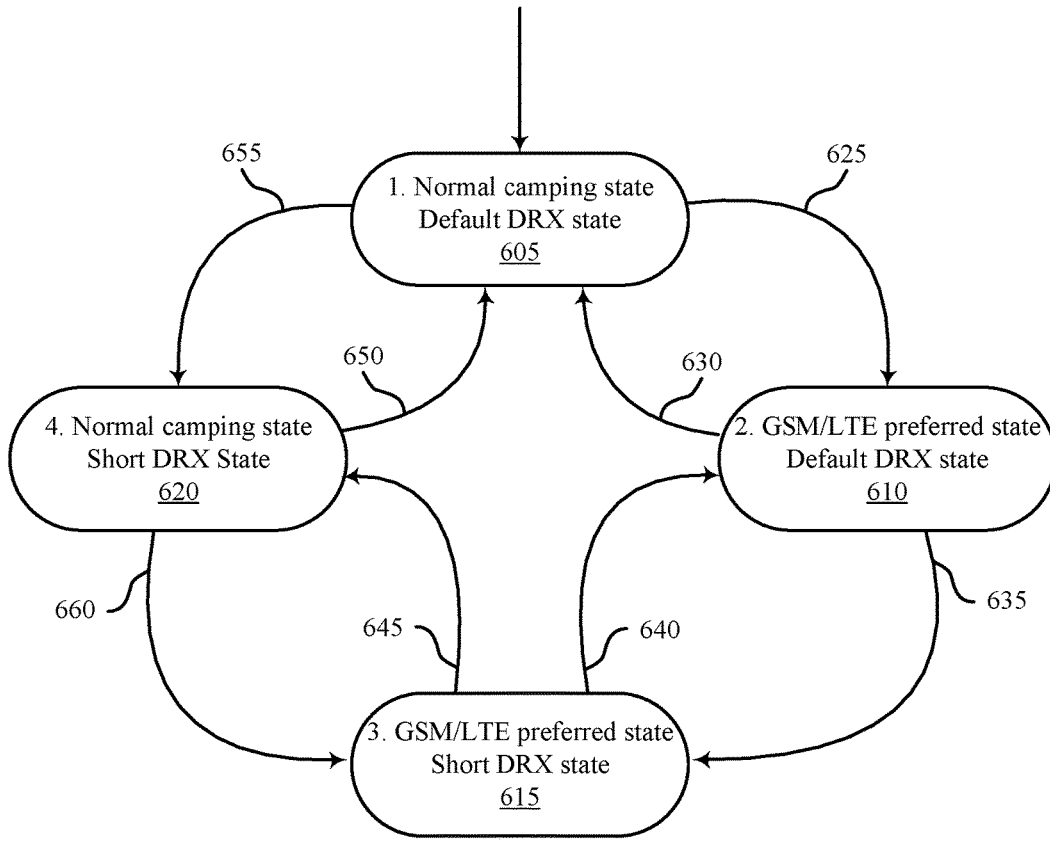 655
625
1. Normal camping state
Default DRX state
605
650
630
4. Normal camping state
Short DRX State
620
2. GSM/LTE preferred state
Default DRX state
610
660
645
640
635
3. GSM/LTE preferred state
Short DRX state
615